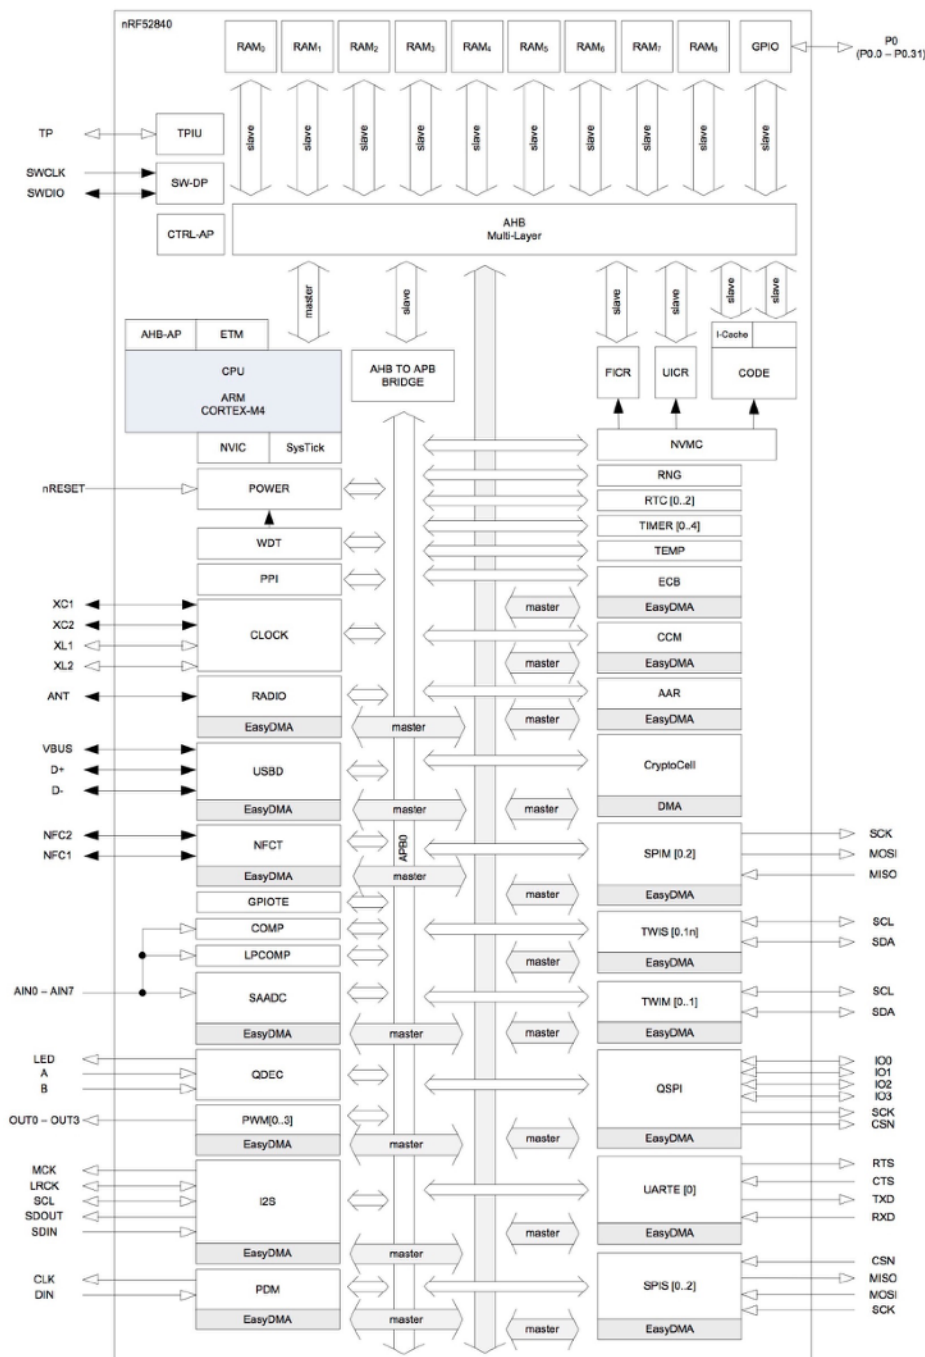 nRF52840
RAM0 RAM1 RAM2 RAM3 RAM4 RAM5 RAM6 RAM7 RAM8 GPIO
P0
(P0.0 – P0.31)
slave slave slave slave slave slave slave slave slave slave
TP
TPIU
SWCLK
SWDIO
SW-DP
CTRL-AP
AHB
Multi-Layer
master
slave
slave
slave
slave
slave
AHB-AP
ETM
CPU
ARM
CORTEX-M4
NVIC
SysTick
AHB TO APB
BRIDGE
FICR
UICR
I-Cache
CODE
NVMC
nRESET
POWER
RNG
RTC [0..2]
WDT
TIMER [0..4]
TEMP
PPI
ECB
EasyDMA
master
XC1
XC2
XL1
XL2
CLOCK
CCM
EasyDMA
master
ANT
RADIO
EasyDMA
master
AAR
EasyDMA
master
VBUS
D+
D-
USBD
EasyDMA
master
CryptoCell
DMA
master
NFC2
NFC1
NFCT
EasyDMA
master
APB0
SPIM [0.2]
EasyDMA
master
SCK
MOSI
MISO
GPIOTE
COMP
LPCOMP
TWIS [0.1n]
EasyDMA
master
SCL
SDA
AIN0 – AIN7
SAADC
EasyDMA
master
TWIM [0..1]
EasyDMA
master
SCL
SDA
LED
A
B
QDEC
QSPI
EasyDMA
master
IO0
IO1
IO2
IO3
SCK
CSN
OUT0 – OUT3
PWM[0..3]
EasyDMA
master
MCK
LRCK
SCL
SDOUT
SDIN
I2S
EasyDMA
master
UARTE [0]
EasyDMA
master
RTS
CTS
TXD
RXD
CLK
DIN
PDM
EasyDMA
master
SPIS [0..2]
EasyDMA
master
CSN
MISO
MOSI
SCK